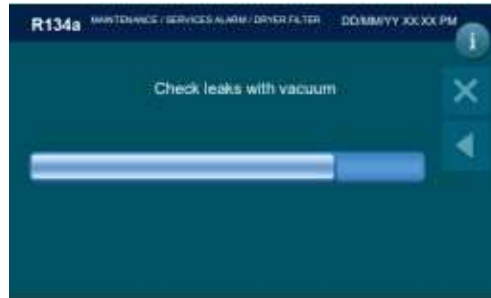 R134a MAINTENANCE / SERVICES ALARM / DRYER FILTER DD/MM/YY XX:XX PM
i
Check leaks with vacuum